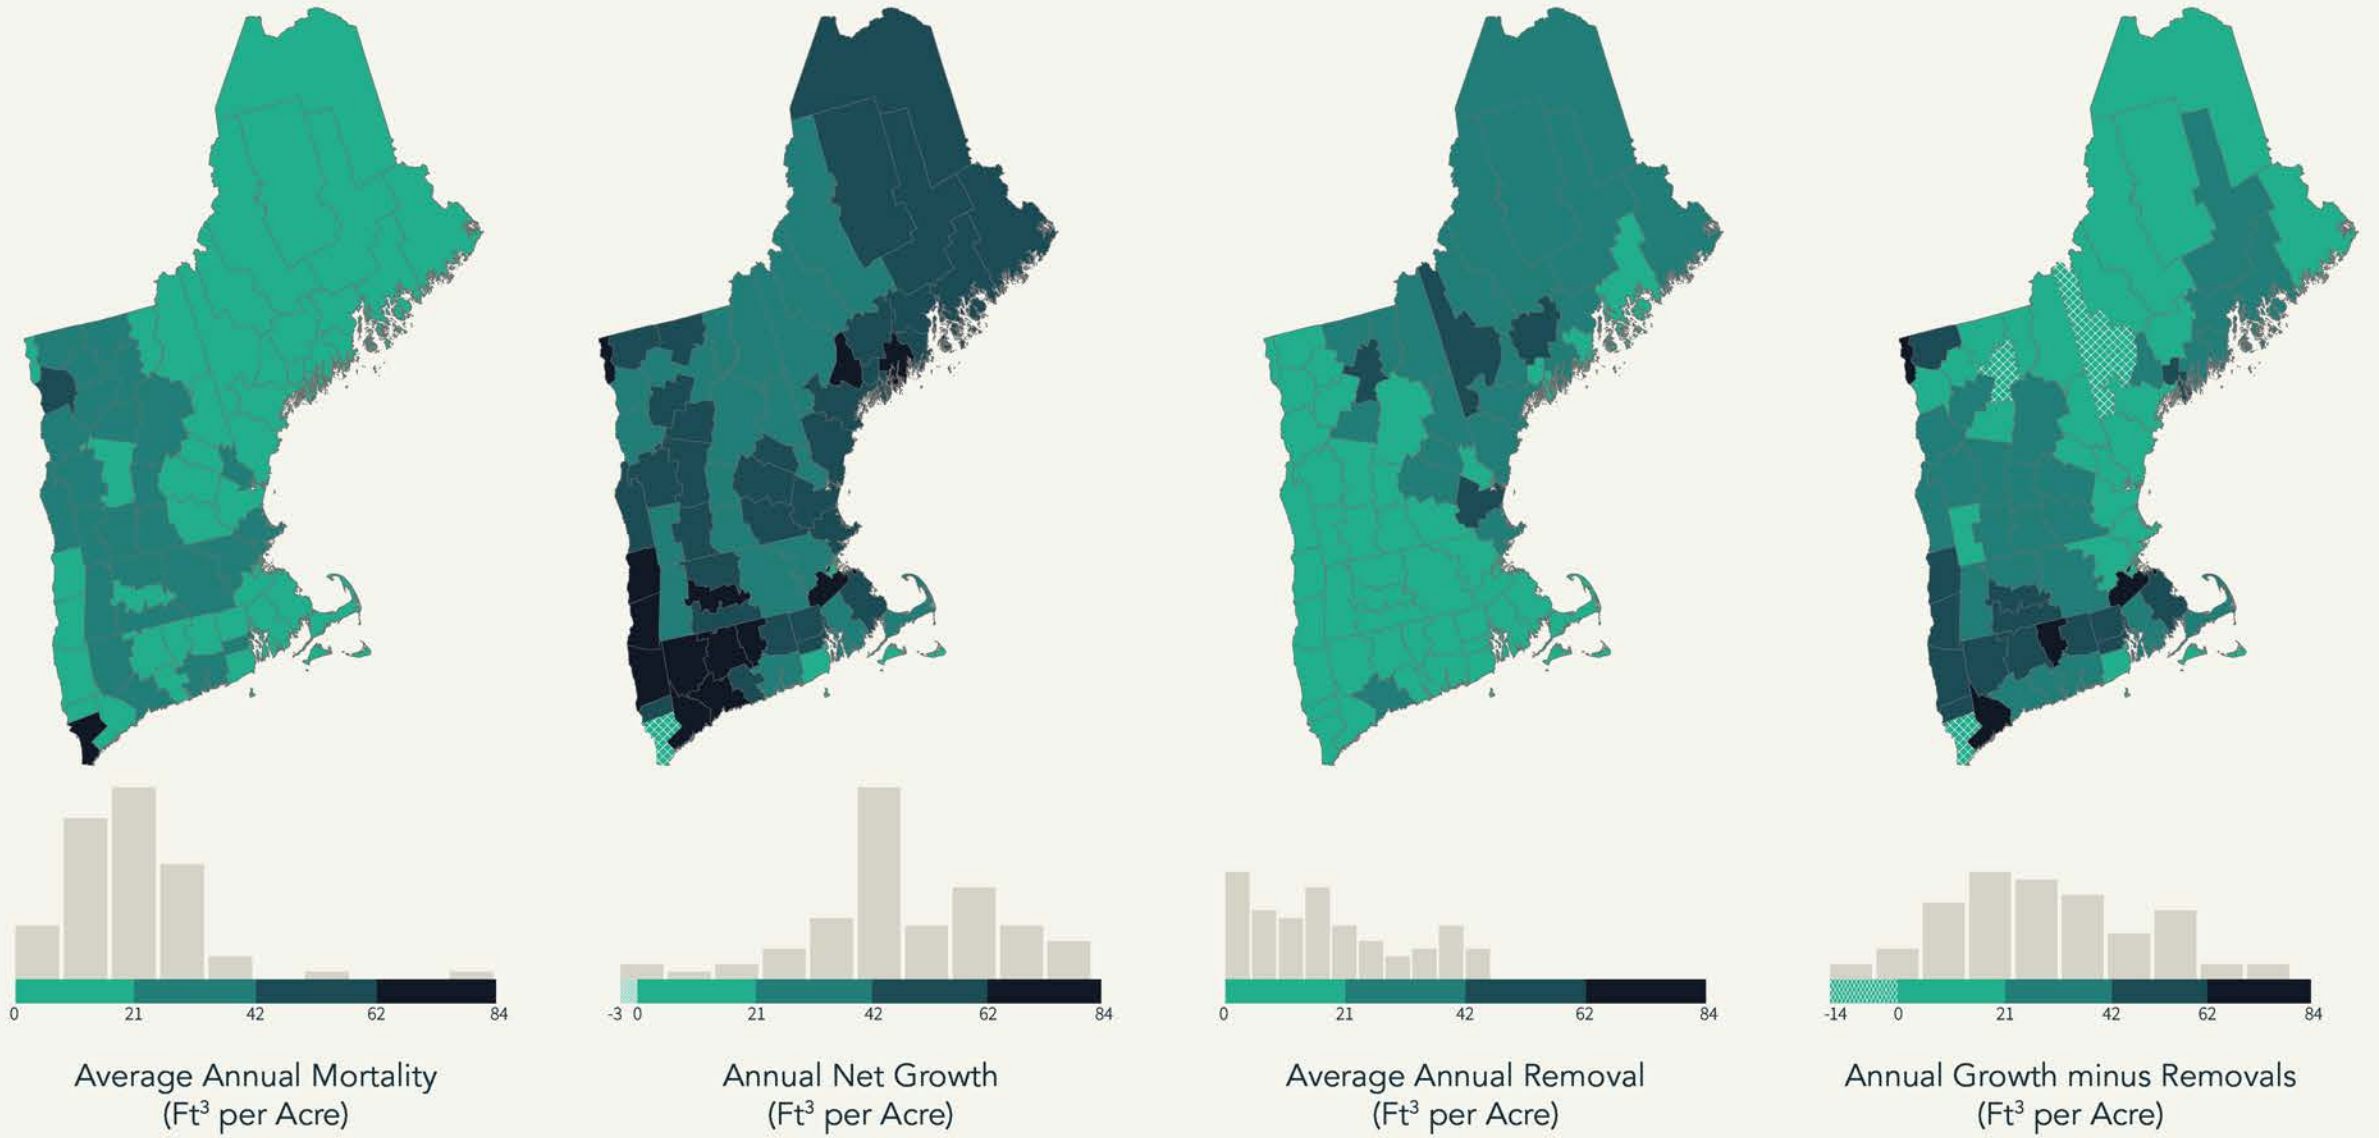 0 21 42 62 84
-3 0 21 42 62 84
0 21 42 62 84
-14 0 21 42 62 84
Average Annual Mortality
(Ft³ per Acre)
Annual Net Growth
(Ft³ per Acre)
Average Annual Removal
(Ft³ per Acre)
Annual Growth minus Removals
(Ft³ per Acre)